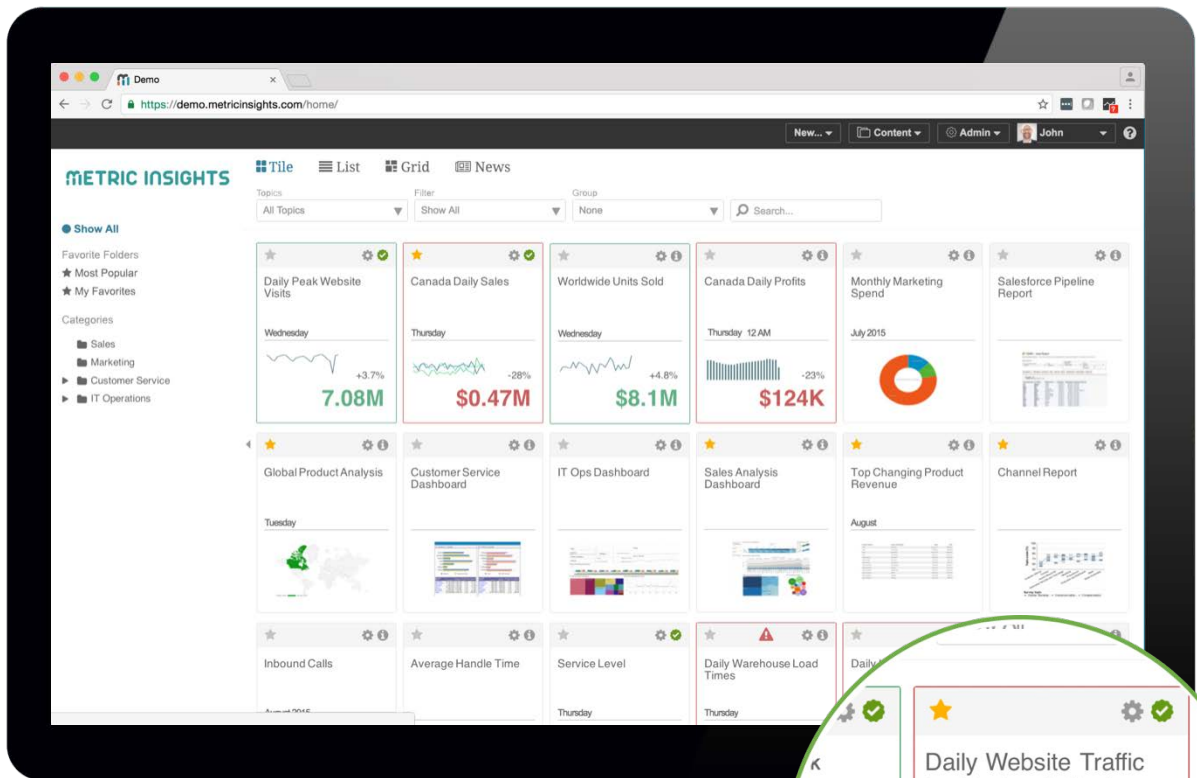 Demo
https://demo.metricinsights.com/home/
New...
Content
Admin
John
METRIC INSIGHTS
Tile
List
Grid
News
Topics
Filter
Group
All Topics
Show All
None
Search...
Show All
Favorite Folders
Most Popular
My Favorites
Categories
Sales
Marketing
Customer Service
IT Operations
Daily Peak Website
Visits
Wednesday
+3.7%
7.08M
Canada Daily Sales
Thursday
-28%
$0.47M
Worldwide Units Sold
Wednesday
+4.8%
$8.1M
Canada Daily Profits
Thursday 12 AM
-23%
$124K
Monthly Marketing
Spend
July 2015
Salesforce Pipeline
Report
Global Product Analysis
Tuesday
Customer Service
Dashboard
IT Ops Dashboard
Sales Analysis
Dashboard
Top Changing Product
Revenue
August
Channel Report
Inbound Calls
August 2015
Average Handle Time
Service Level
Thursday
Daily Warehouse Load
Times
Thursday
Daily
Daily Website Traffic